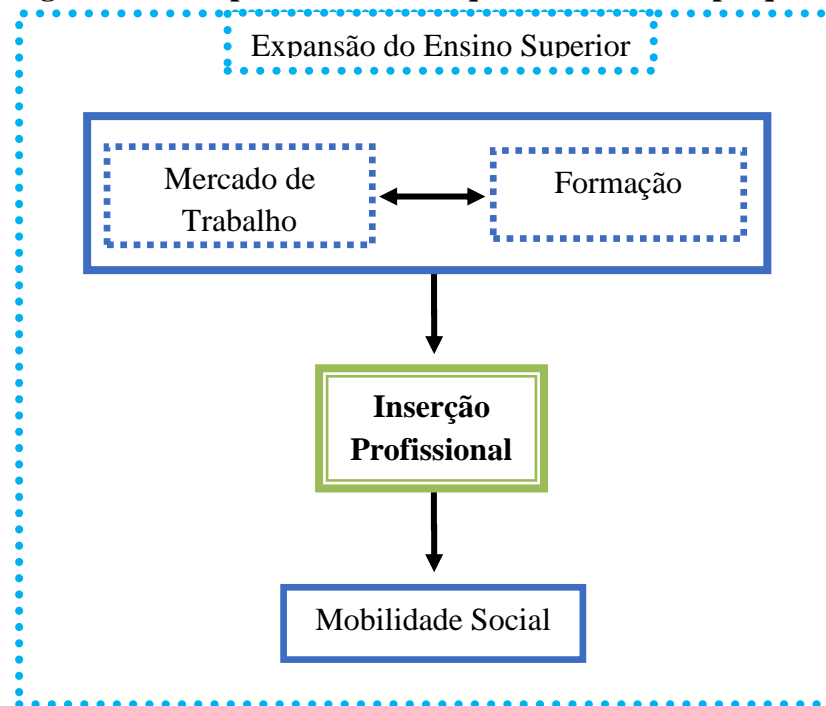 Expansão do Ensino Superior
Mercado de
Trabalho
Formação
Inserção
Profissional
Mobilidade Social